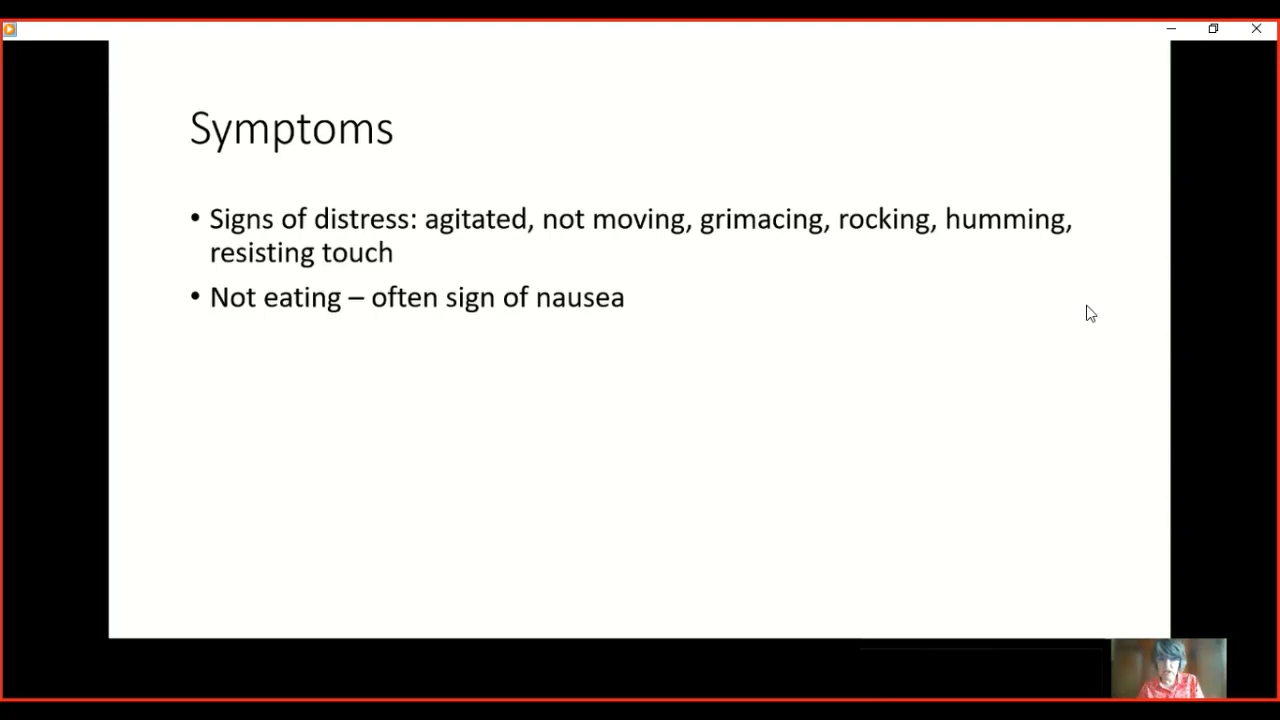 Symptoms
• Signs of distress: agitated, not moving, grimacing, rocking, humming,
resisting touch
• Not eating – often sign of nausea